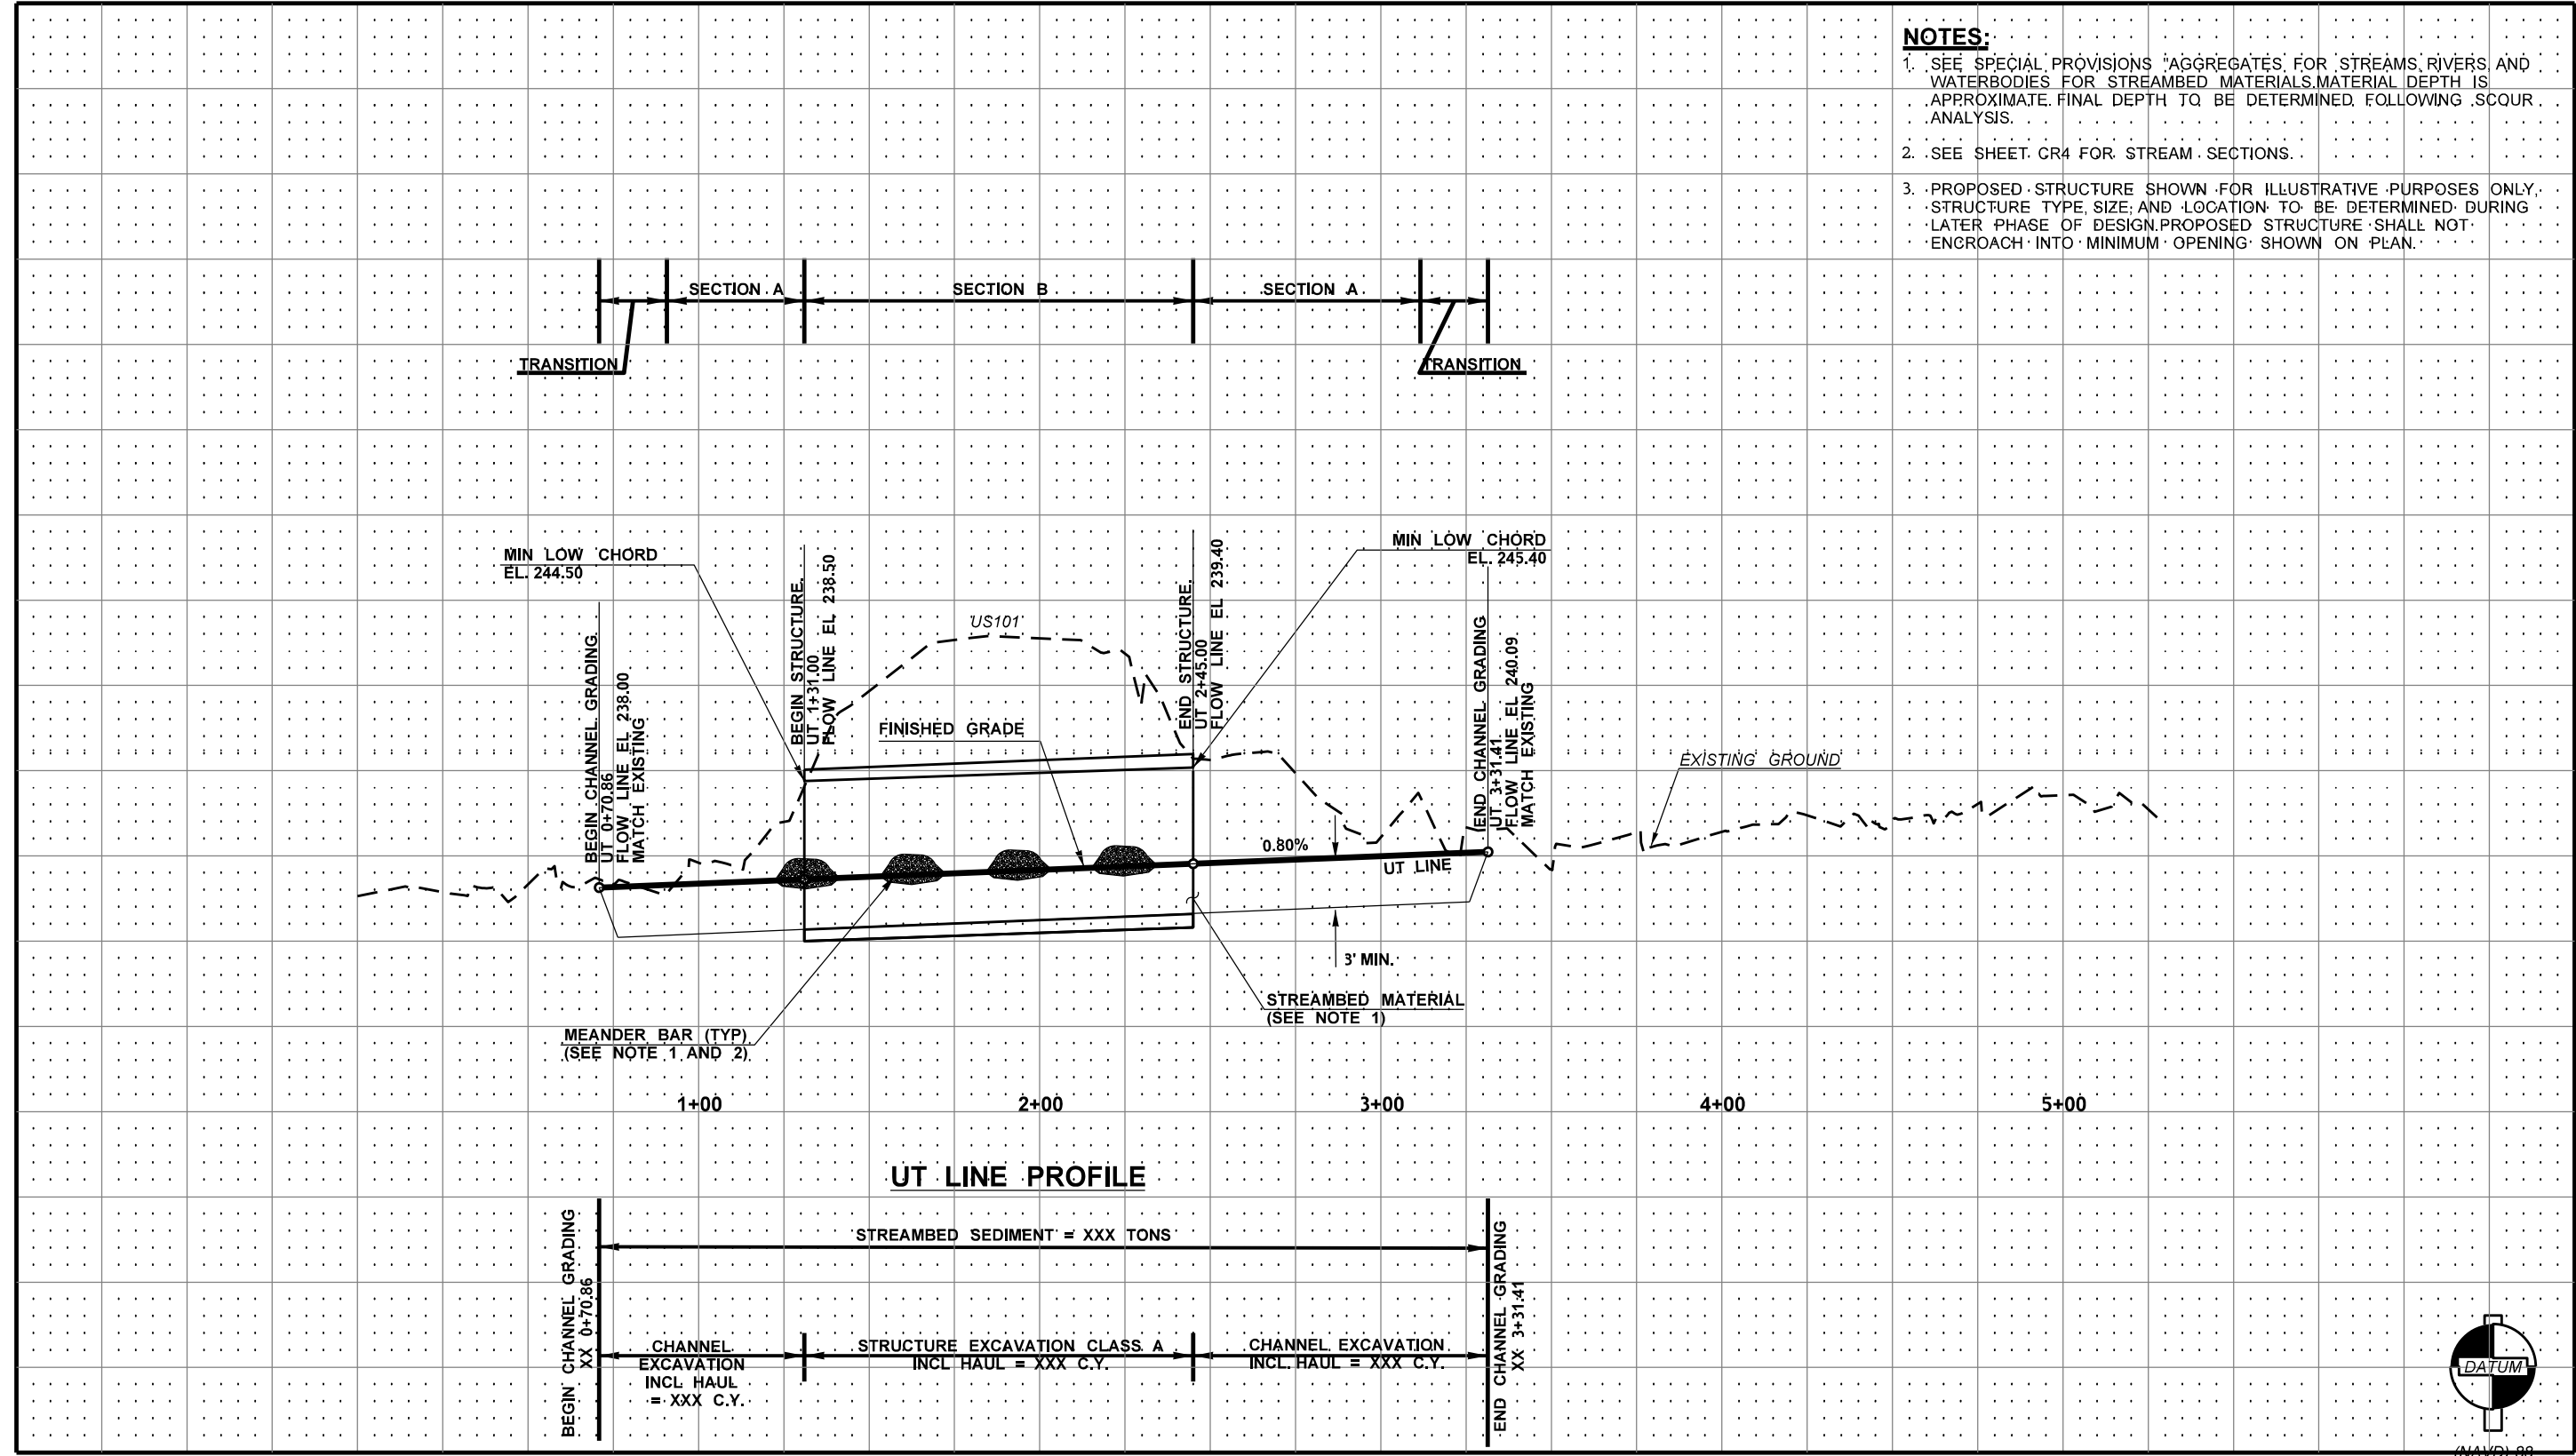 NOTES:
1. SEE SPECIAL PROVISIONS "AGGREGATES FOR STREAMS, RIVERS, AND
WATERBODIES FOR STREAMBED MATERIALS. MATERIAL DEPTH IS
APPROXIMATE. FINAL DEPTH TO BE DETERMINED FOLLOWING SCOUR
ANALYSIS.
2. SEE SHEET CR4 FOR STREAM SECTIONS.
3. PROPOSED STRUCTURE SHOWN FOR ILLUSTRATIVE PURPOSES ONLY,
STRUCTURE TYPE, SIZE, AND LOCATION TO BE DETERMINED DURING
LATER PHASE OF DESIGN. PROPOSED STRUCTURE SHALL NOT
ENCROACH INTO MINIMUM OPENING SHOWN ON PLAN.
SECTION A
SECTION B
SECTION A
TRANSITION
TRANSITION
MIN LOW CHORD
EL. 244.50
MIN LOW CHORD
EL. 245.40
BEGIN CHANNEL GRADING
UT 0+70.86
FLOW LINE EL 238.00
MATCH EXISTING
BEGIN STRUCTURE
UT 1+31.00
FLOW LINE EL 238.50
US101
FINISHED GRADE
END STRUCTURE
UT 2+45.00
FLOW LINE EL 239.40
END CHANNEL GRADING
UT 3+31.41
FLOW LINE EL 240.09
MATCH EXISTING
EXISTING GROUND
0.80%
UT LINE
3' MIN.
STREAMBED MATERIAL
(SEE NOTE 1)
MEANDER BAR (TYP)
(SEE NOTE 1 AND 2)
1+00
2+00
3+00
4+00
5+00
UT LINE PROFILE
BEGIN CHANNEL GRADING
XX 0+70.86
STREAMBED SEDIMENT = XXX TONS
CHANNEL
EXCAVATION
INCL HAUL
= XXX C.Y.
STRUCTURE EXCAVATION CLASS A
INCL HAUL = XXX C.Y.
CHANNEL EXCAVATION
INCL. HAUL = XXX C.Y.
END CHANNEL GRADING
XX 3+31.41
DATUM